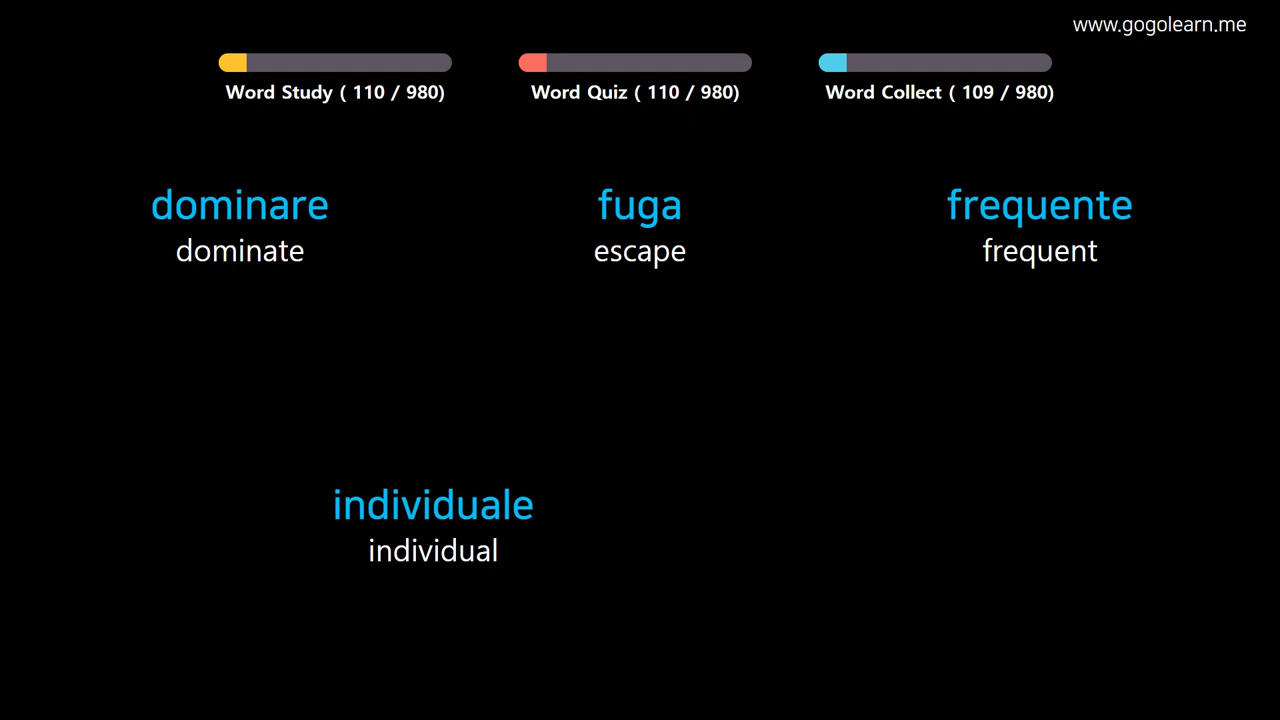 www.gogolearn.me
Word Study ( 110 / 980)
Word Quiz ( 110 / 980)
Word Collect ( 109 / 980)
dominare
dominate
fuga
escape
frequente
frequent
individuale
individual